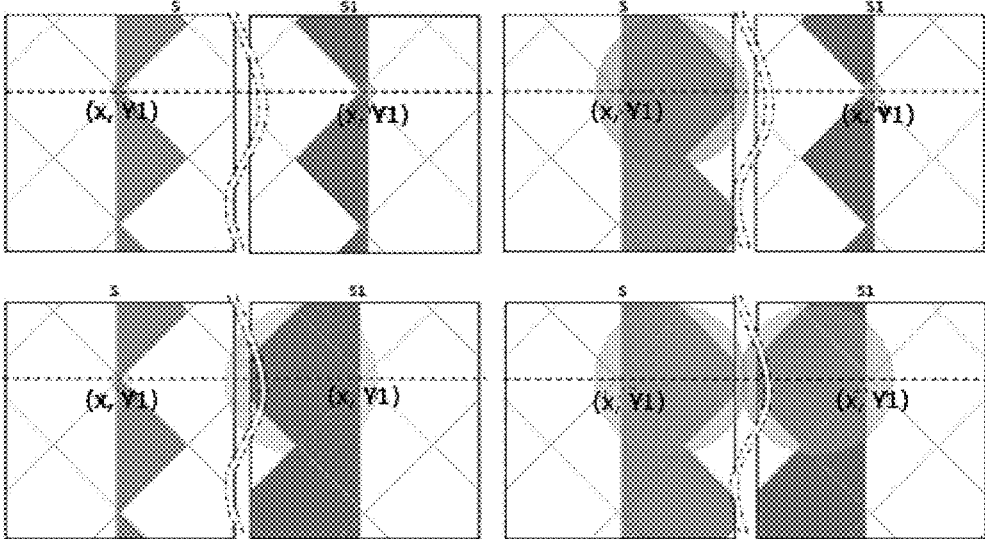 S S1
(x, Y1) (x, Y1)
S S1
(x, Y1) (x, Y1)
S S1
(x, Y1) (x, Y1)
S S1
(x, Y1) (x, Y1)